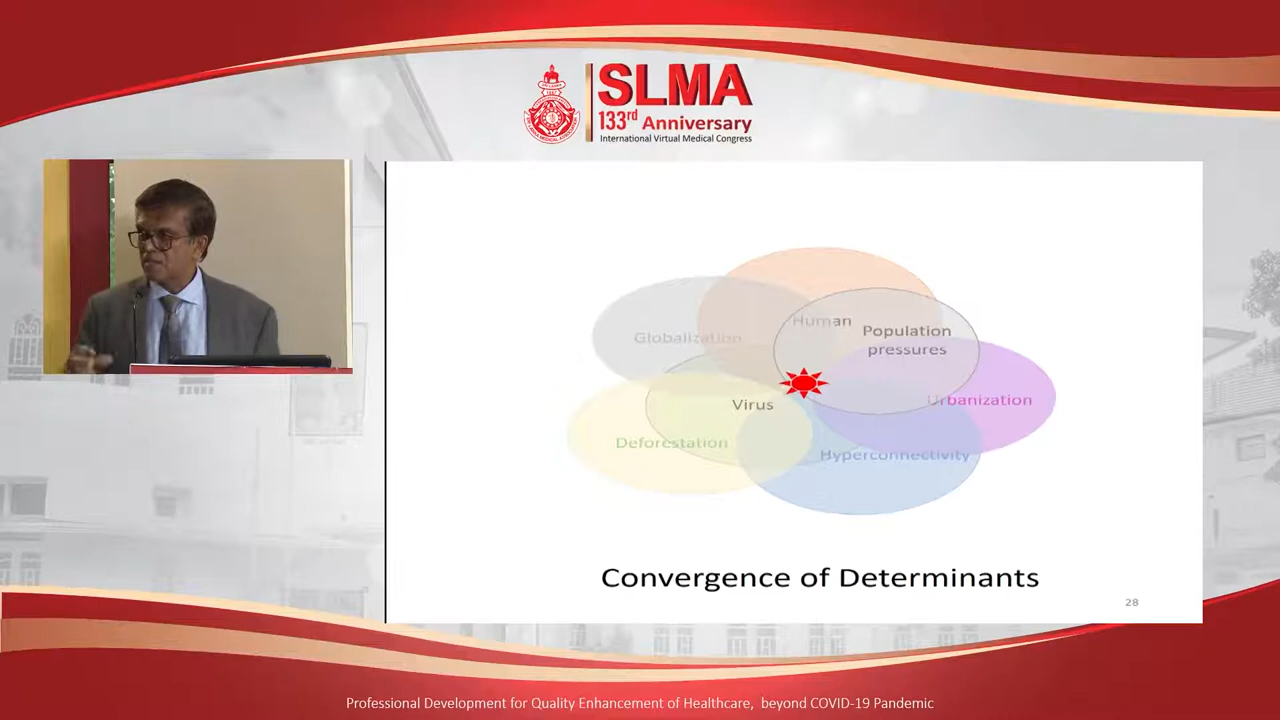 SLMA
133rd Anniversary
International Virtual Medical Congress
Human
Population
pressures
Globalization
Virus
Urbanization
Deforestation
Hyperconnectivity
Convergence of Determinants
28
Professional Development for Quality Enhancement of Healthcare, beyond COVID-19 Pandemic